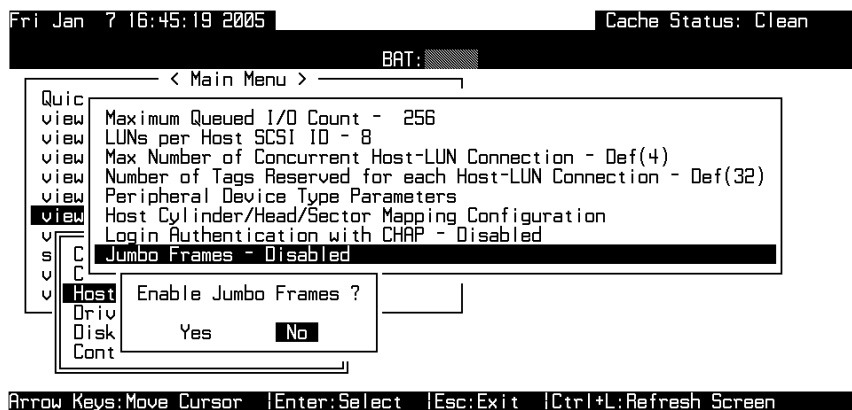 Fri Jan 7 16:45:19 2005 Cache Status: Clean
BAT:
< Main Menu >
Quic
view Maximum Queued I/O Count - 256
view LUNs per Host SCSI ID - 8
view Max Number of Concurrent Host-LUN Connection - Def(4)
view Number of Tags Reserved for each Host-LUN Connection - Def(32)
view Peripheral Device Type Parameters
view Host Cylinder/Head/Sector Mapping Configuration
v Login Authentication with CHAP - Disabled
s C Jumbo Frames - Disabled
v C
v Host Enable Jumbo Frames ?
Driv
Disk Yes No
Cont
Arrow Keys:Move Cursor |Enter:Select |Esc:Exit |Ctrl+L:Refresh Screen